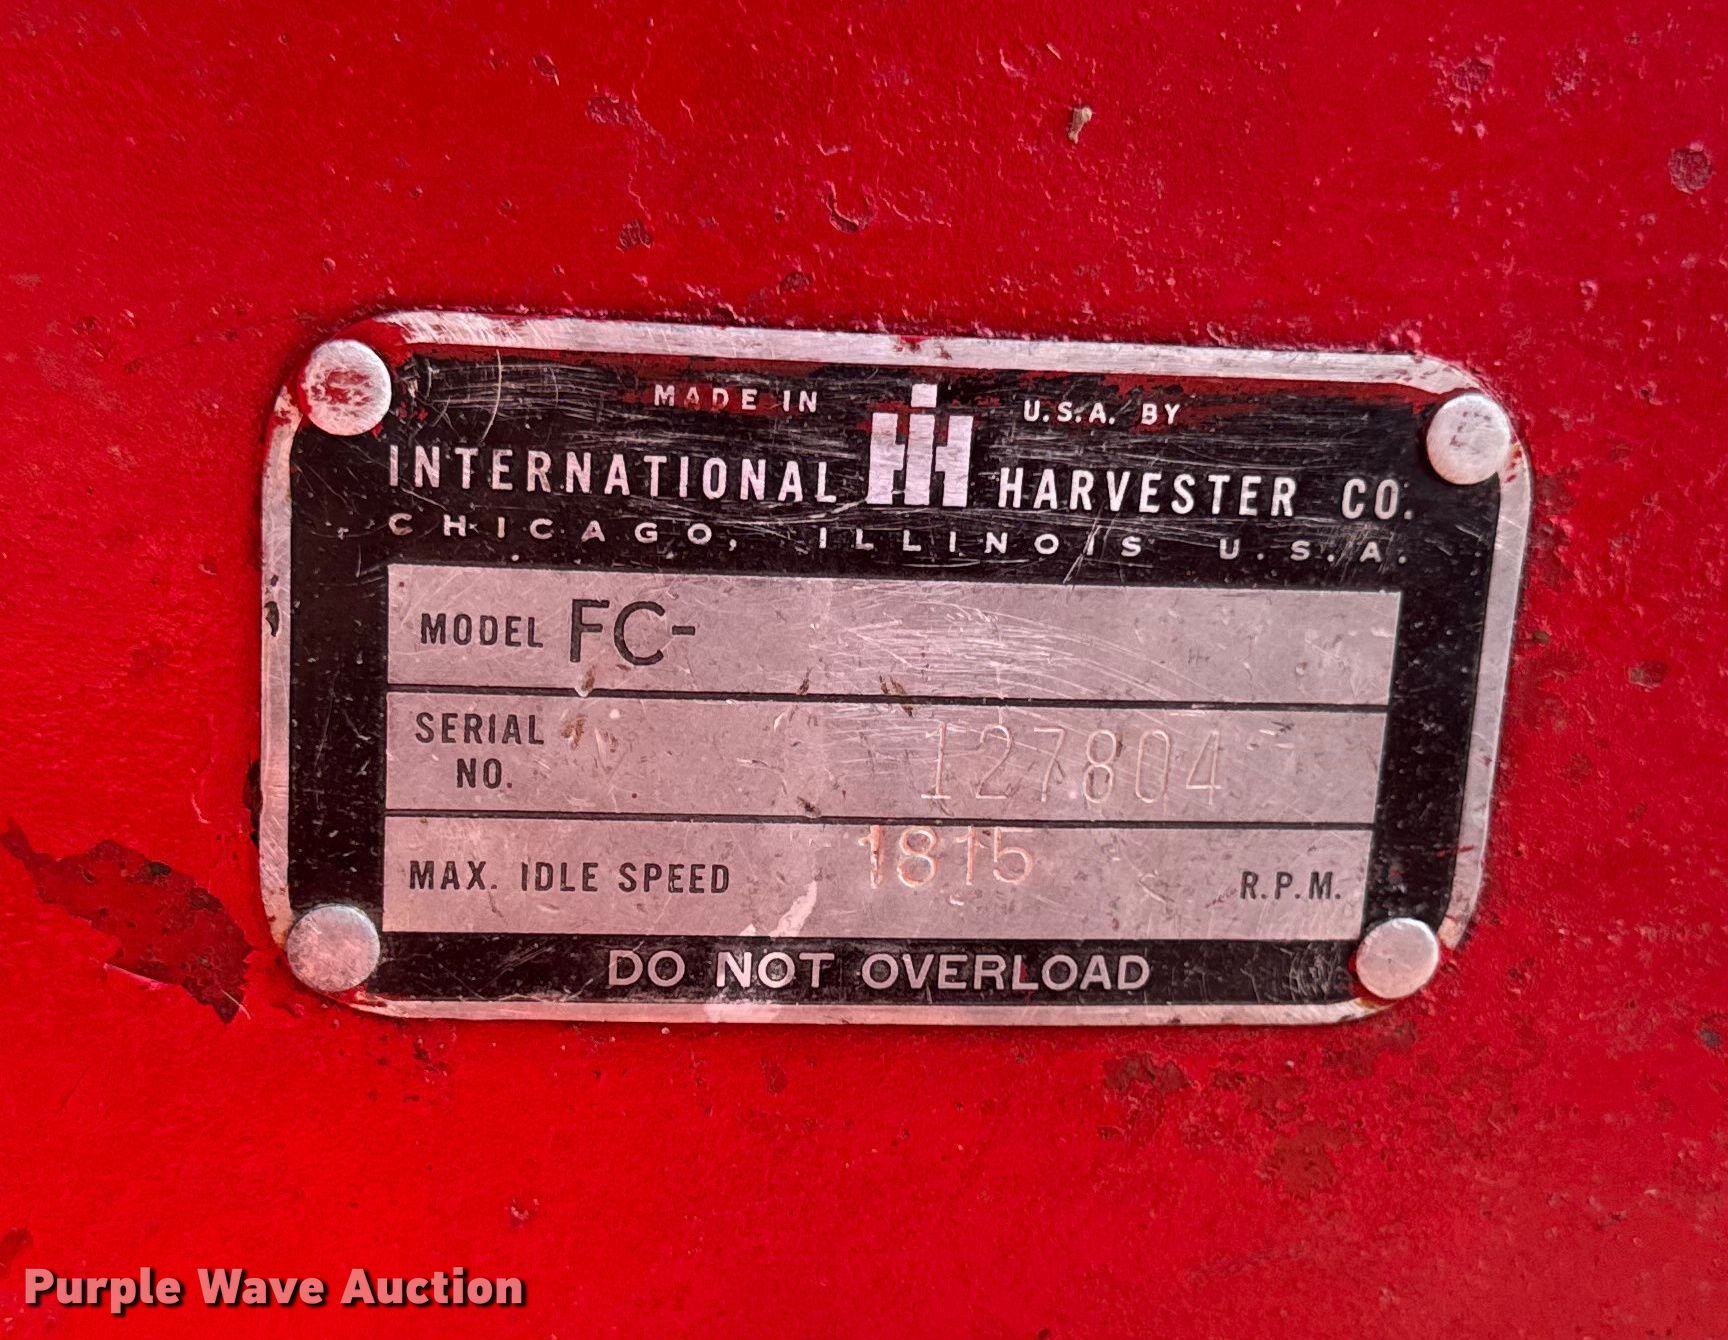 MADE IN IH U.S.A. BY
INTERNATIONAL HARVESTER CO.
CHICAGO, ILLINOIS U.S.A.
MODEL FC-
SERIAL NO. 127804
MAX. IDLE SPEED 1815 R.P.M.
DO NOT OVERLOAD
Purple Wave Auction